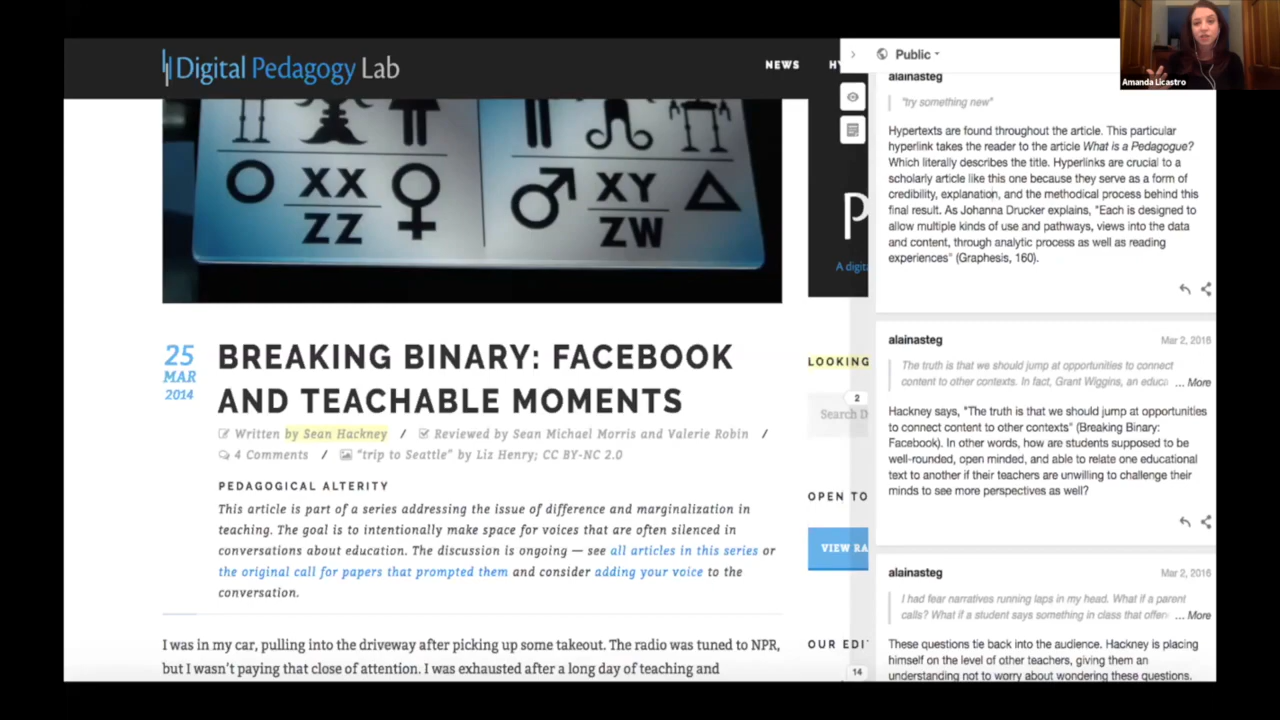 Digital Pedagogy Lab
NEWS
Public
Amanda Licastro
XX
ZZ
XY
ZW
A digit
25
MAR
2014
BREAKING BINARY: FACEBOOK
AND TEACHABLE MOMENTS
Written by Sean Hackney / Reviewed by Sean Michael Morris and Valerie Robin /
4 Comments / "trip to Seattle" by Liz Henry; CC BY-NC 2.0
PEDAGOGICAL ALTERITY
This article is part of a series addressing the issue of difference and marginalization in
teaching. The goal is to intentionally make space for voices that are often silenced in
conversations about education. The discussion is ongoing — see all articles in this series or
the original call for papers that prompted them and consider adding your voice to the
conversation.
I was in my car, pulling into the driveway after picking up some takeout. The radio was tuned to NPR,
but I wasn't paying that close of attention. I was exhausted after a long day of teaching and
LOOKING
2
Search
OPEN TO
VIEW RA
OUR EDI
14
alainasteg
"try something new"
Hypertexts are found throughout the article. This particular
hyperlink takes the reader to the article What is a Pedagogue?
Which literally describes the title. Hyperlinks are crucial to a
scholarly article like this one because they serve as a form of
credibility, explanation, and the methodical process behind this
final result. As Johanna Drucker explains, "Each is designed to
allow multiple kinds of use and pathways, views into the data
and content, through analytic process as well as reading
experiences" (Graphesis, 160).
alainasteg Mar 2, 2016
The truth is that we should jump at opportunities to connect
content to other contexts. In fact, Grant Wiggins, an educa ... More
Hackney says, "The truth is that we should jump at opportunities
to connect content to other contexts" (Breaking Binary:
Facebook). In other words, how are students supposed to be
well-rounded, open minded, and able to relate one educational
text to another if their teachers are unwilling to challenge their
minds to see more perspectives as well?
alainasteg Mar 2, 2016
I had fear narratives running laps in my head. What if a parent
calls? What if a student says something in class that offen ... More
These questions tie back into the audience. Hackney is placing
himself on the level of other teachers, giving them an
understanding not to worry about wondering these questions.